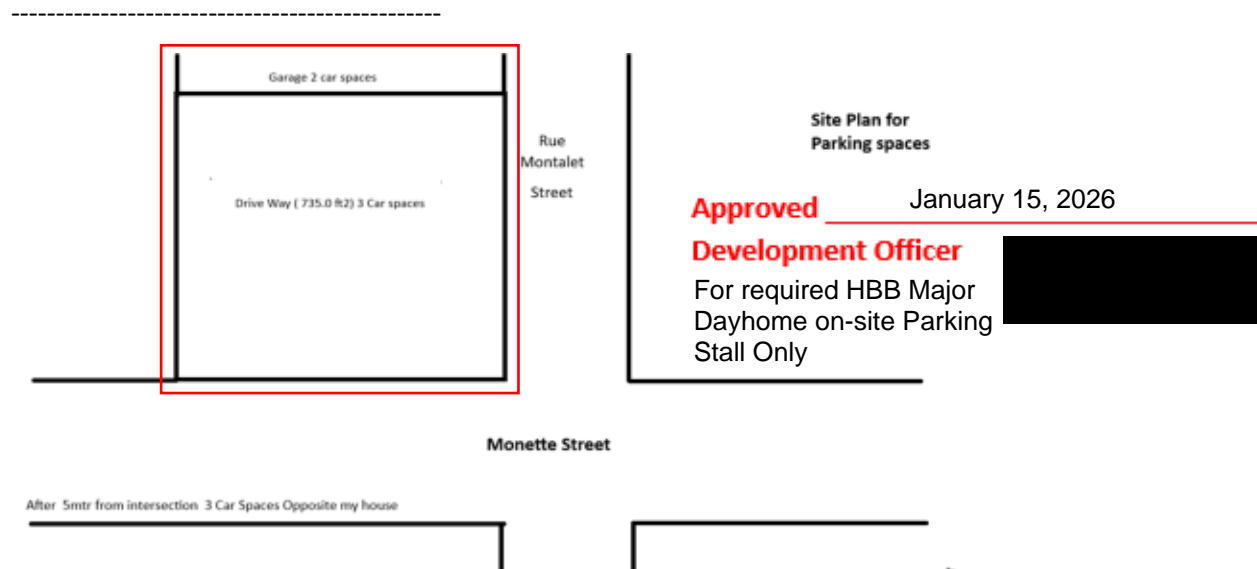 Garage 2 car spaces
Rue
Montalet
Street
Drive Way ( 735.0 ft2) 3 Car spaces
Site Plan for
Parking spaces
Approved January 15, 2026
Development Officer
For required HBB Major
Dayhome on-site Parking
Stall Only
Monette Street
After 5mtr from intersection 3 Car Spaces Opposite my house